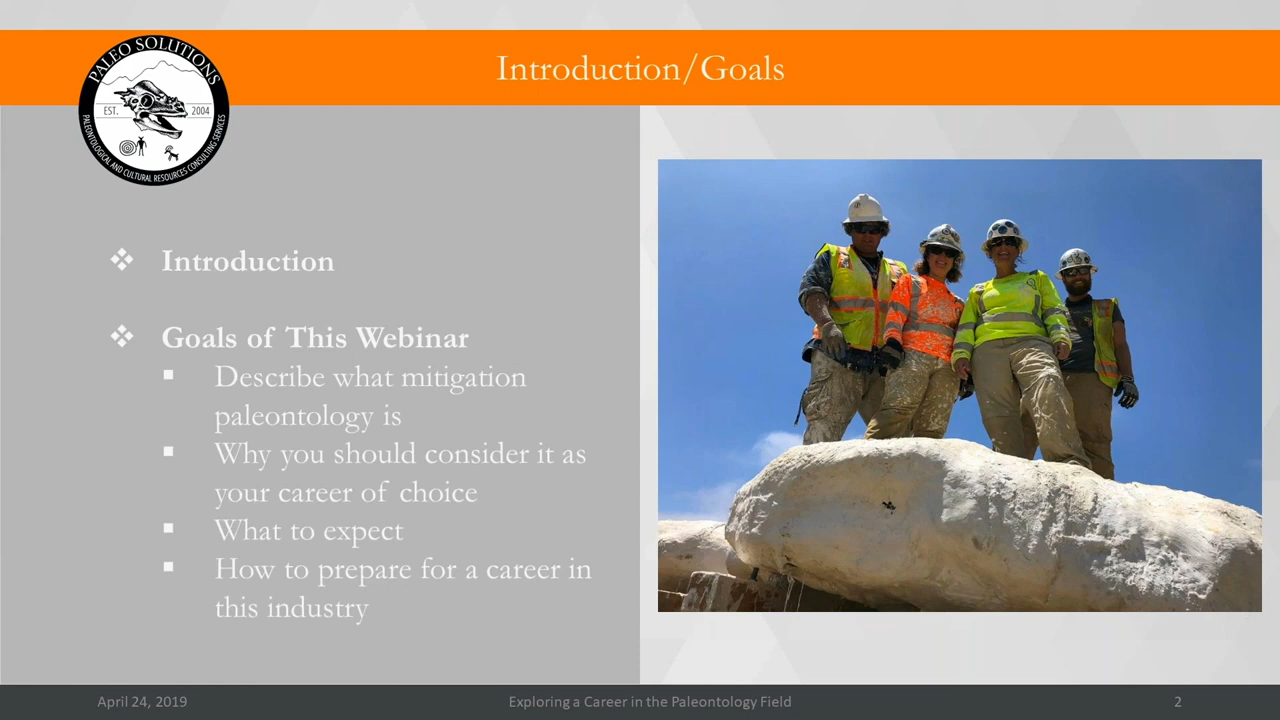 Introduction/Goals
PALEO SOLUTIONS
EST. 2004
PALEONTOLOGICAL AND CULTURAL RESOURCES CONSULTING SERVICES
❖ Introduction
❖ Goals of This Webinar
▪ Describe what mitigation
paleontology is
▪ Why you should consider it as
your career of choice
▪ What to expect
▪ How to prepare for a career in
this industry
April 24, 2019
Exploring a Career in the Paleontology Field
2